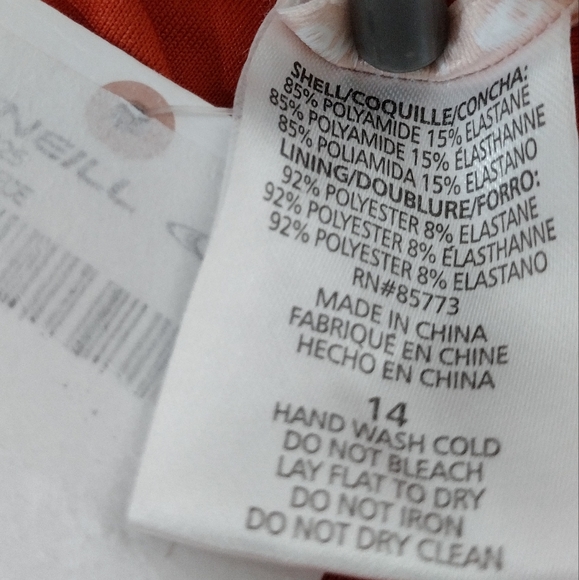 SHELL/COQUILLE/CONCHA:
85% POLYAMIDE 15% ELASTANE
85% POLYAMIDE 15% ÉLASTHANNE
85% POLIAMIDA 15% ELASTANO
LINING/DOUBLURE/FORRO:
92% POLYESTER 8% ELASTANE
92% POLYESTER 8% ÉLASTHANNE
92% POLYESTER 8% ELASTANO
RN#85773
MADE IN CHINA
FABRIQUÉ EN CHINE
HECHO EN CHINA
14
HAND WASH COLD
DO NOT BLEACH
LAY FLAT TO DRY
DO NOT IRON
DO NOT DRY CLEAN
NEILL